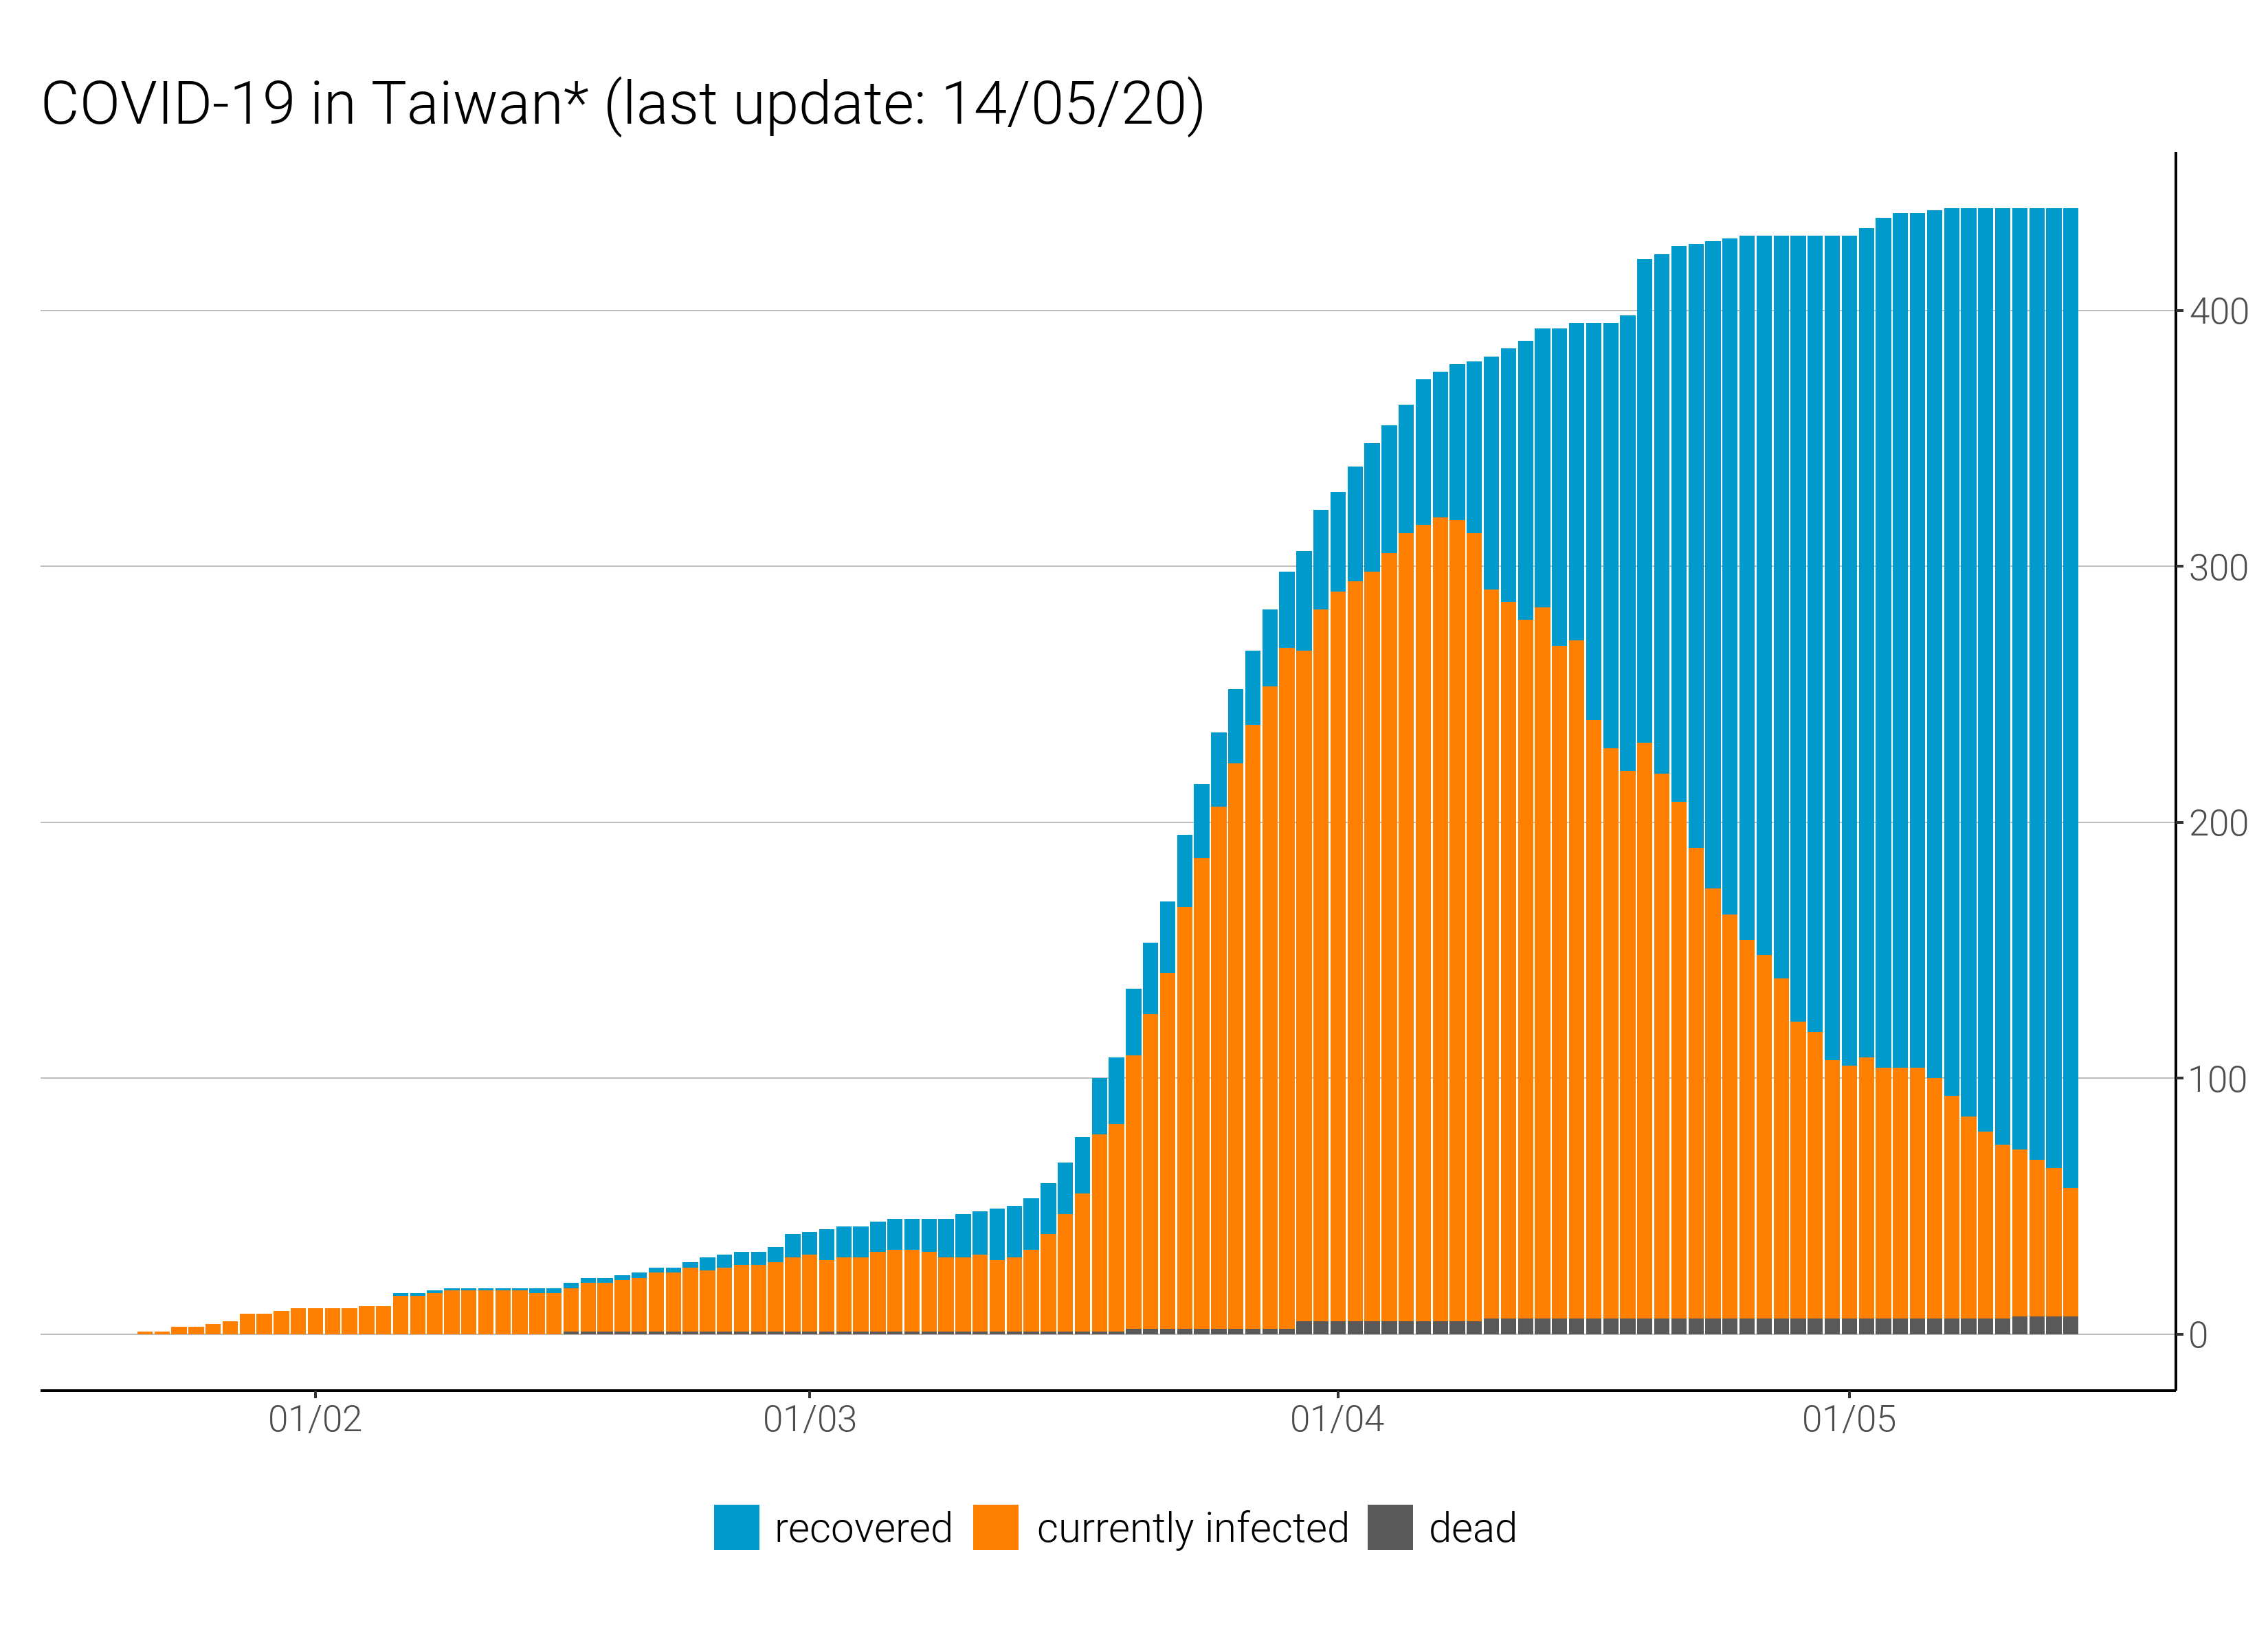 COVID-19 in Taiwan* (last update: 14/05/20)
400
300
200
100
0
01/02 01/03 01/04 01/05
recovered currently infected dead